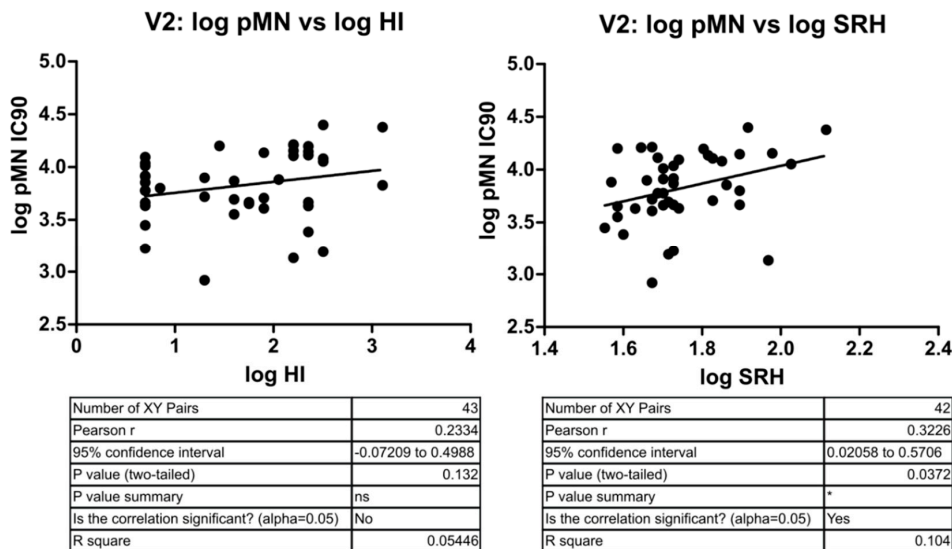 V2: log pMN vs log HI
log pMN IC90
5.0
4.5
4.0
3.5
3.0
2.5
0
1
2
3
4
log HI
Number of XY Pairs 43
Pearson r 0.2334
95% confidence interval -0.07209 to 0.4988
P value (two-tailed) 0.132
P value summary ns
Is the correlation significant? (alpha=0.05) No
R square 0.05446
V2: log pMN vs log SRH
log pMN IC90
5.0
4.5
4.0
3.5
3.0
2.5
1.4
1.6
1.8
2.0
2.2
2.4
log SRH
Number of XY Pairs 42
Pearson r 0.3226
95% confidence interval 0.02058 to 0.5706
P value (two-tailed) 0.0372
P value summary *
Is the correlation significant? (alpha=0.05) Yes
R square 0.104